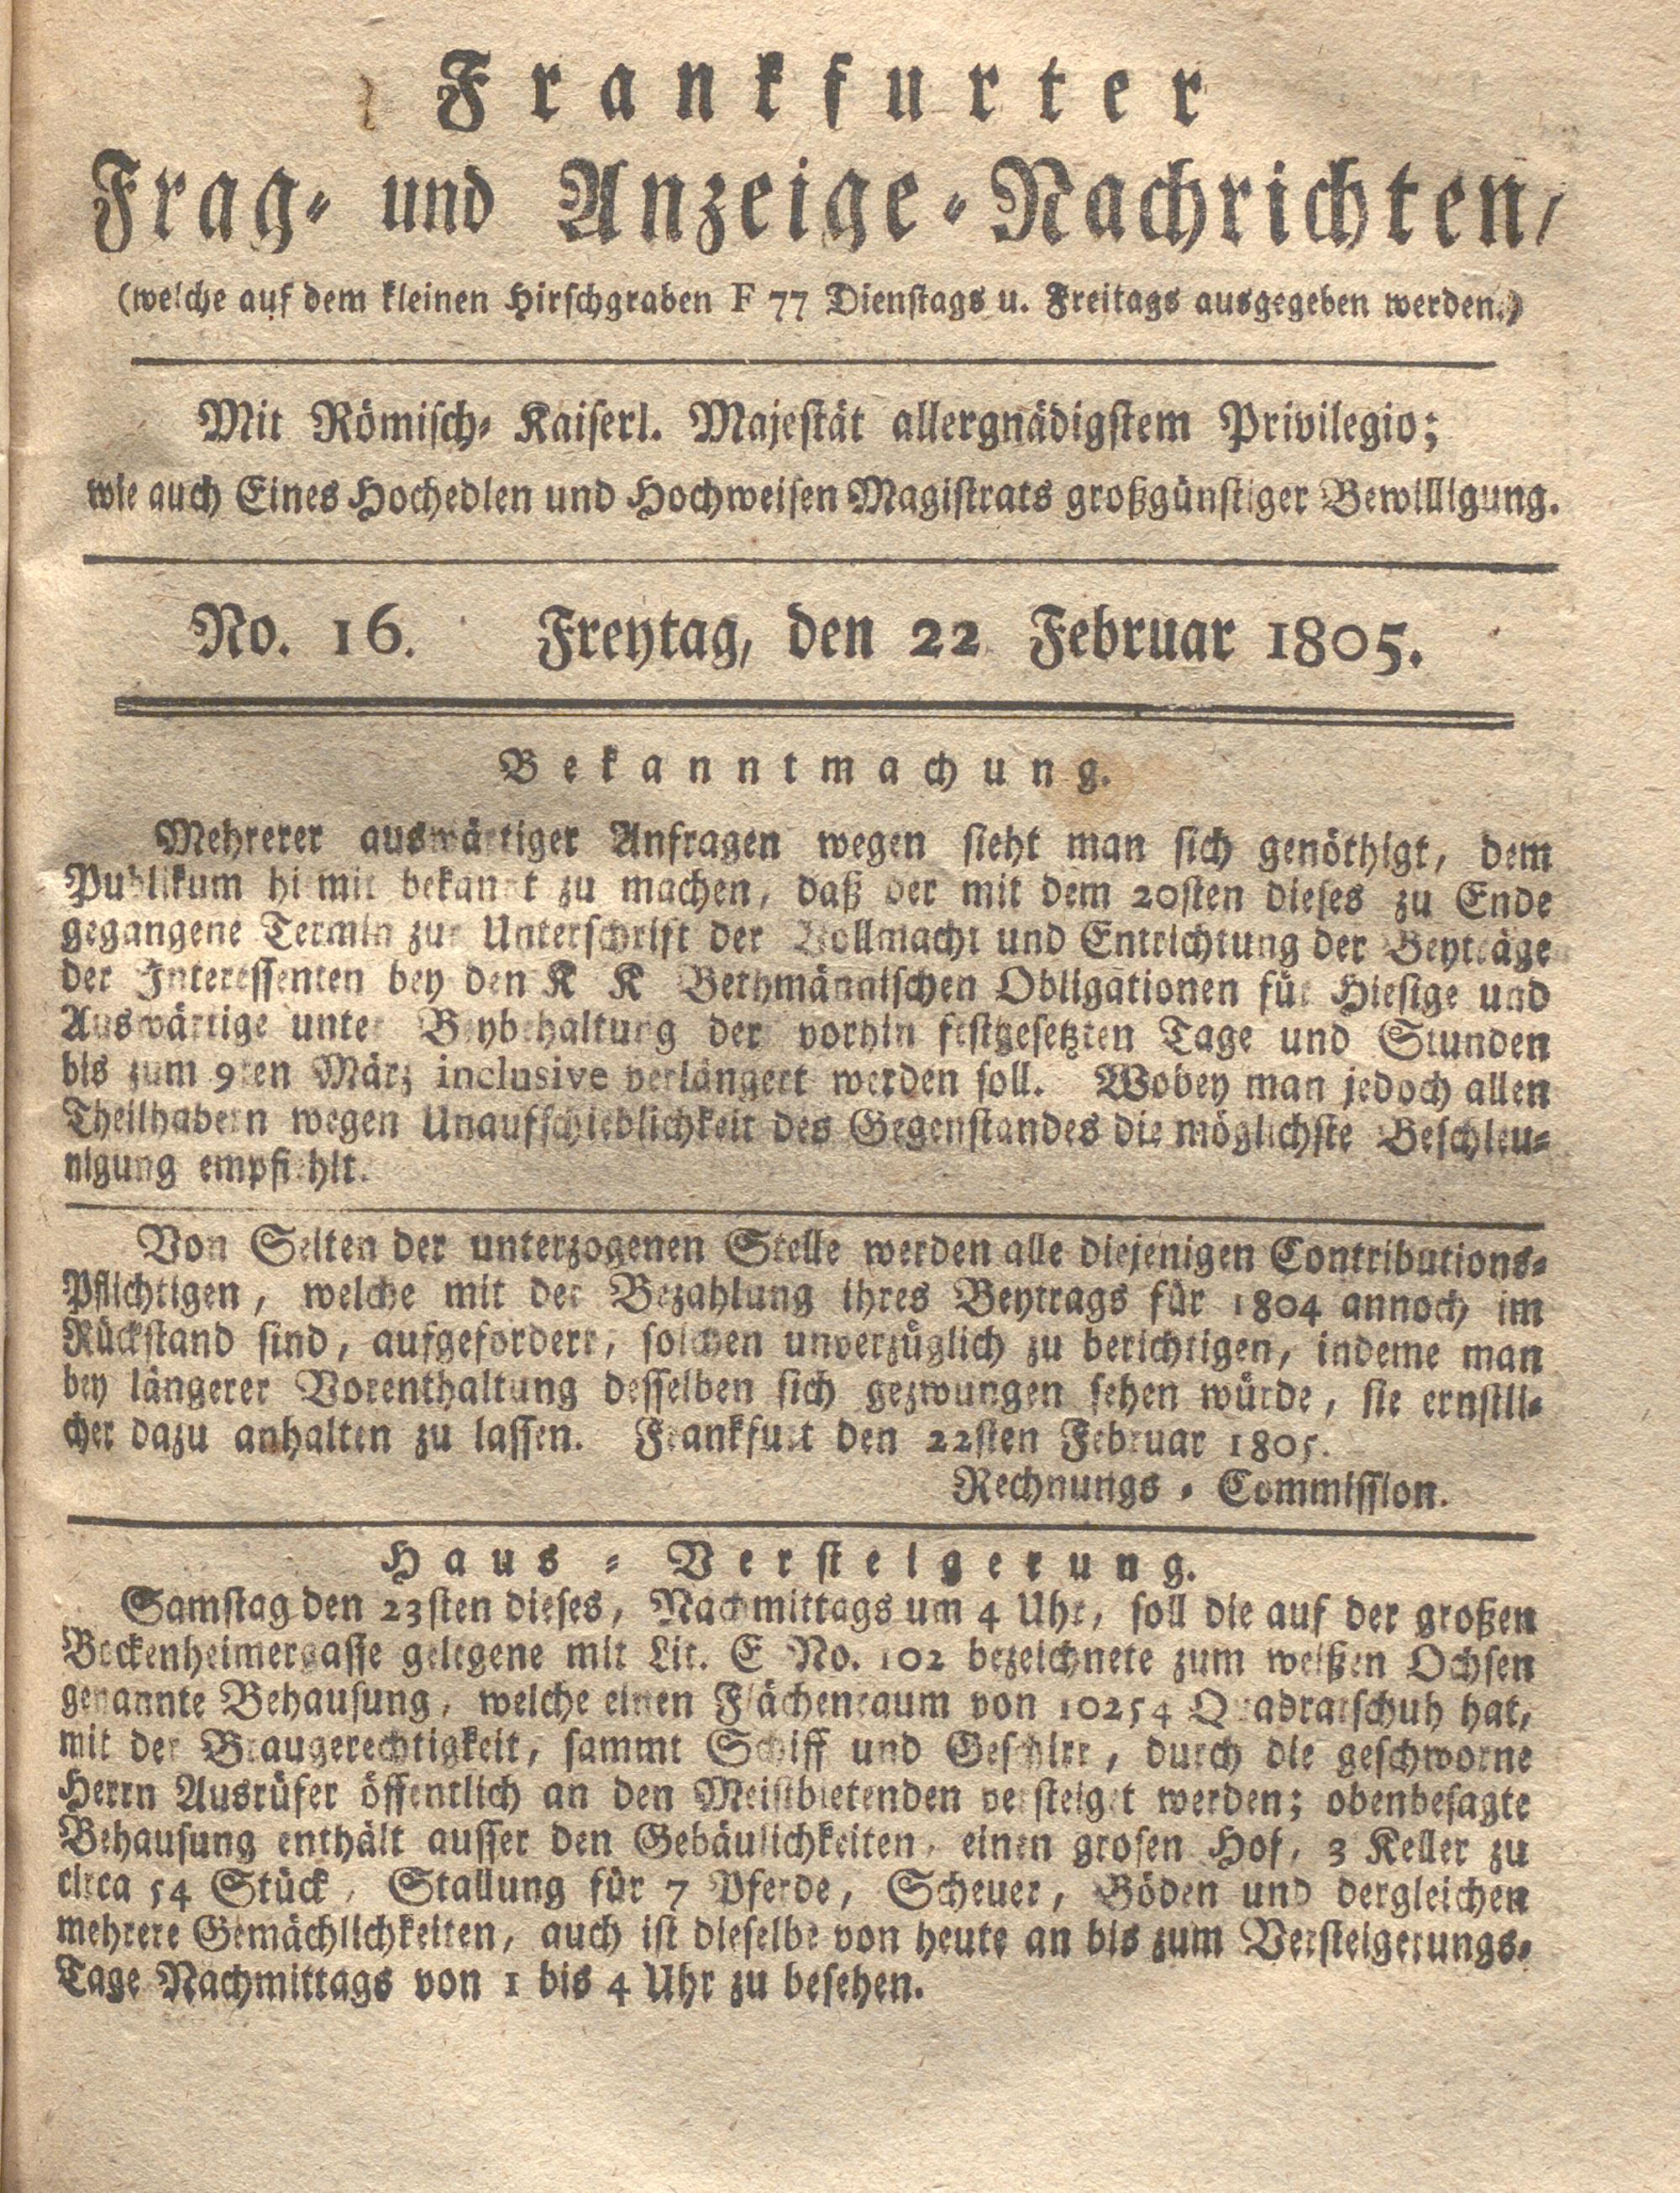 Frankfurter
Frag- und Anzeige-Nachrichten,
(welche auf dem kleinen Hirschgraben F 77 Dienstags u. Freitags ausgegeben werden.)
Mit Römisch- Kaiserl. Majestät allergnädigstem Privilegio;
wie auch Eines Hochedlen und Hochweisen Magistrats großgünstiger Bewilligung.
No. 16. Freytag, den 22 Februar 1805.
Bekanntmachung.
Mehrerer auswärtiger Anfragen wegen sieht man sich genöthigt, dem
Publikum hiemit bekannt zu machen, daß der mit dem 20sten dieses zu Ende
gegangene Termin zur Unterschrift der Vollmacht und Entrichtung der Beyträge
der Interessenten bey den K K Bethmännischen Obligationen für Hiesige und
Auswärtige unter Beybehaltung der vorhin festgesetzten Tage und Stunden
bis zum 9ten März inclusive verlängert werden soll. Wobey man jedoch allen
Theilhabern wegen Unaufschieblichkeit des Gegenstandes die möglichste Beschleu-
nigung empfiehlt.
Von Seiten der unterzogenen Stelle werden alle diejenigen Contributions-
Pflichtigen, welche mit der Bezahlung ihres Beytrags für 1804 annoch im
Rückstand sind, aufgefordert, solchen unverzüglich zu berichtigen, indeme man
bey längerer Vorenthaltung desselben sich gezwungen sehen würde, sie ernstli-
cher dazu anhalten zu lassen. Frankfurt den 22sten Februar 1805.
Rechnungs - Commission.
Haus - Versteigerung.
Samstag den 23sten dieses, Nachmittags um 4 Uhr, soll die auf der großen
Bockenheimergasse gelegene mit Lit. E No. 102 bezeichnete zum weißen Ochsen
genannte Behausung, welche einen Flächenraum von 10254 Quadratschuh hat,
mit der Braugerechtigkeit, sammt Schiff und Geschirr, durch die geschworne
Herrn Ausrüfer öffentlich an den Meistbietenden versteiget werden; obenbesagte
Behausung enthält ausser den Gebäulichkeiten, einen grosen Hof, 3 Keller zu
circa 54 Stück, Stallung für 7 Pferde, Scheuer, Böden und dergleichen
mehrere Gemächlichkeiten, auch ist dieselbe von heute an bis zum Versteigerungs-
Tage Nachmittags von 1 bis 4 Uhr zu besehen.